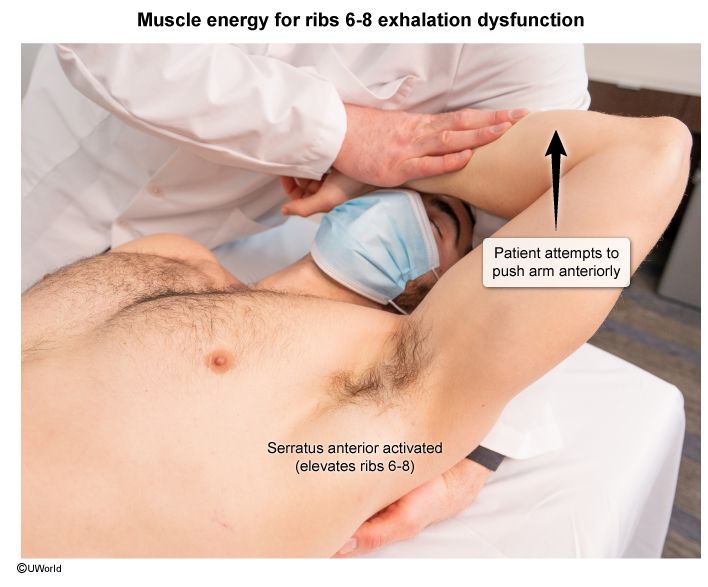 Muscle energy for ribs 6-8 exhalation dysfunction
Patient attempts to
push arm anteriorly
Serratus anterior activated
(elevates ribs 6-8)
©UWorld